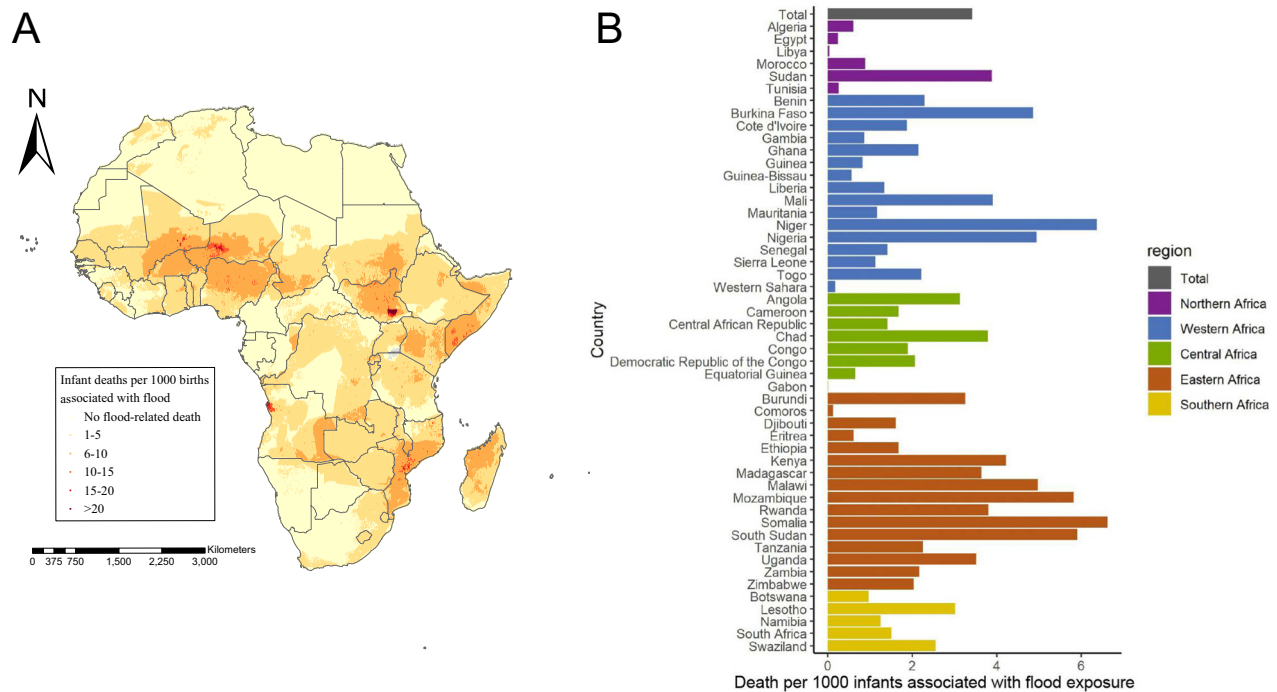 A
N
Infant deaths per 1000 births
associated with flood
No flood-related death
1-5
6-10
10-15
15-20
>20
Kilometers
0 375 750 1,500 2,250 3,000
B
Country
Total
Algeria
Egypt
Libya
Morocco
Sudan
Tunisia
Benin
Burkina Faso
Cote d'Ivoire
Gambia
Ghana
Guinea
Guinea-Bissau
Liberia
Mali
Mauritania
Niger
Nigeria
Senegal
Sierra Leone
Togo
Western Sahara
Angola
Cameroon
Central African Republic
Chad
Congo
Democratic Republic of the Congo
Equatorial Guinea
Gabon
Burundi
Comoros
Djibouti
Eritrea
Ethiopia
Kenya
Madagascar
Malawi
Mozambique
Rwanda
Somalia
South Sudan
Tanzania
Uganda
Zambia
Zimbabwe
Botswana
Lesotho
Namibia
South Africa
Swaziland
0 2 4 6
Death per 1000 infants associated with flood exposure
region
Total
Northern Africa
Western Africa
Central Africa
Eastern Africa
Southern Africa